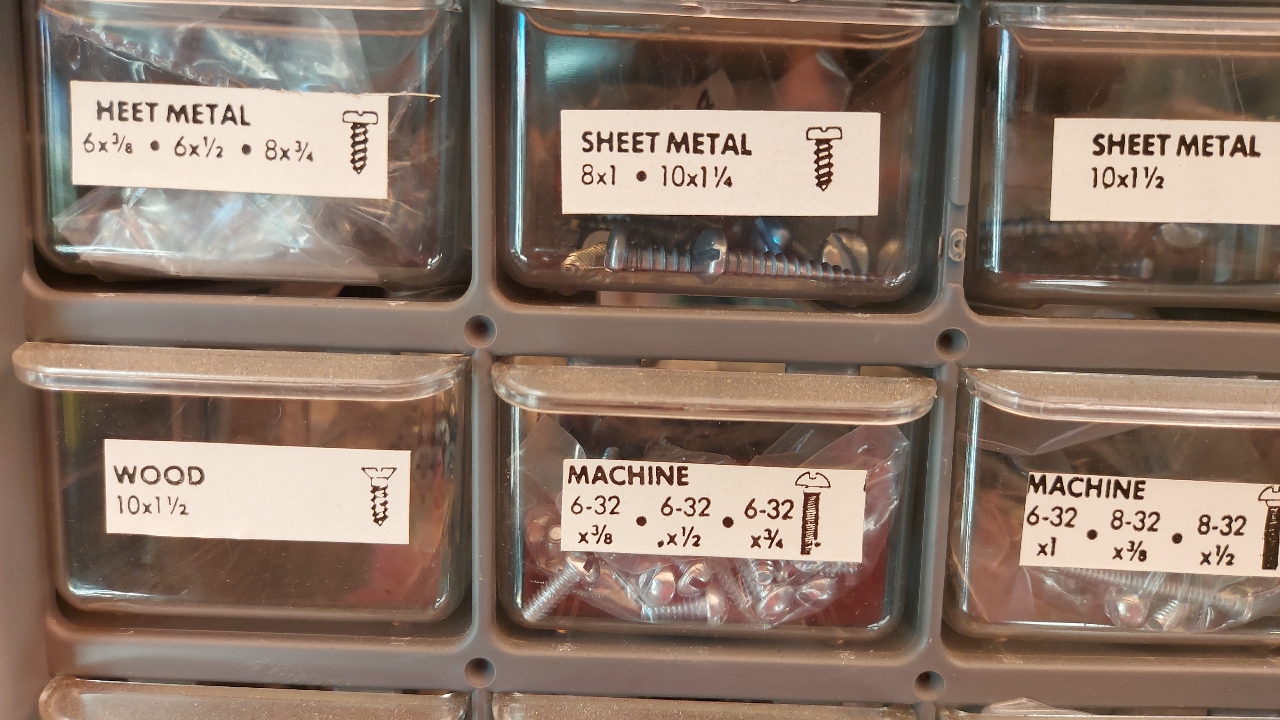 HEET METAL
6x3/8 • 6x1/2 • 8x3/4
SHEET METAL
8x1 • 10x1 1/4
SHEET METAL
10x1 1/2
WOOD
10x1 1/2
MACHINE
6-32 • 6-32 • 6-32
x3/8 x1/2 x3/4
MACHINE
6-32 • 8-32 • 8-32
x1 x3/8 x1/2